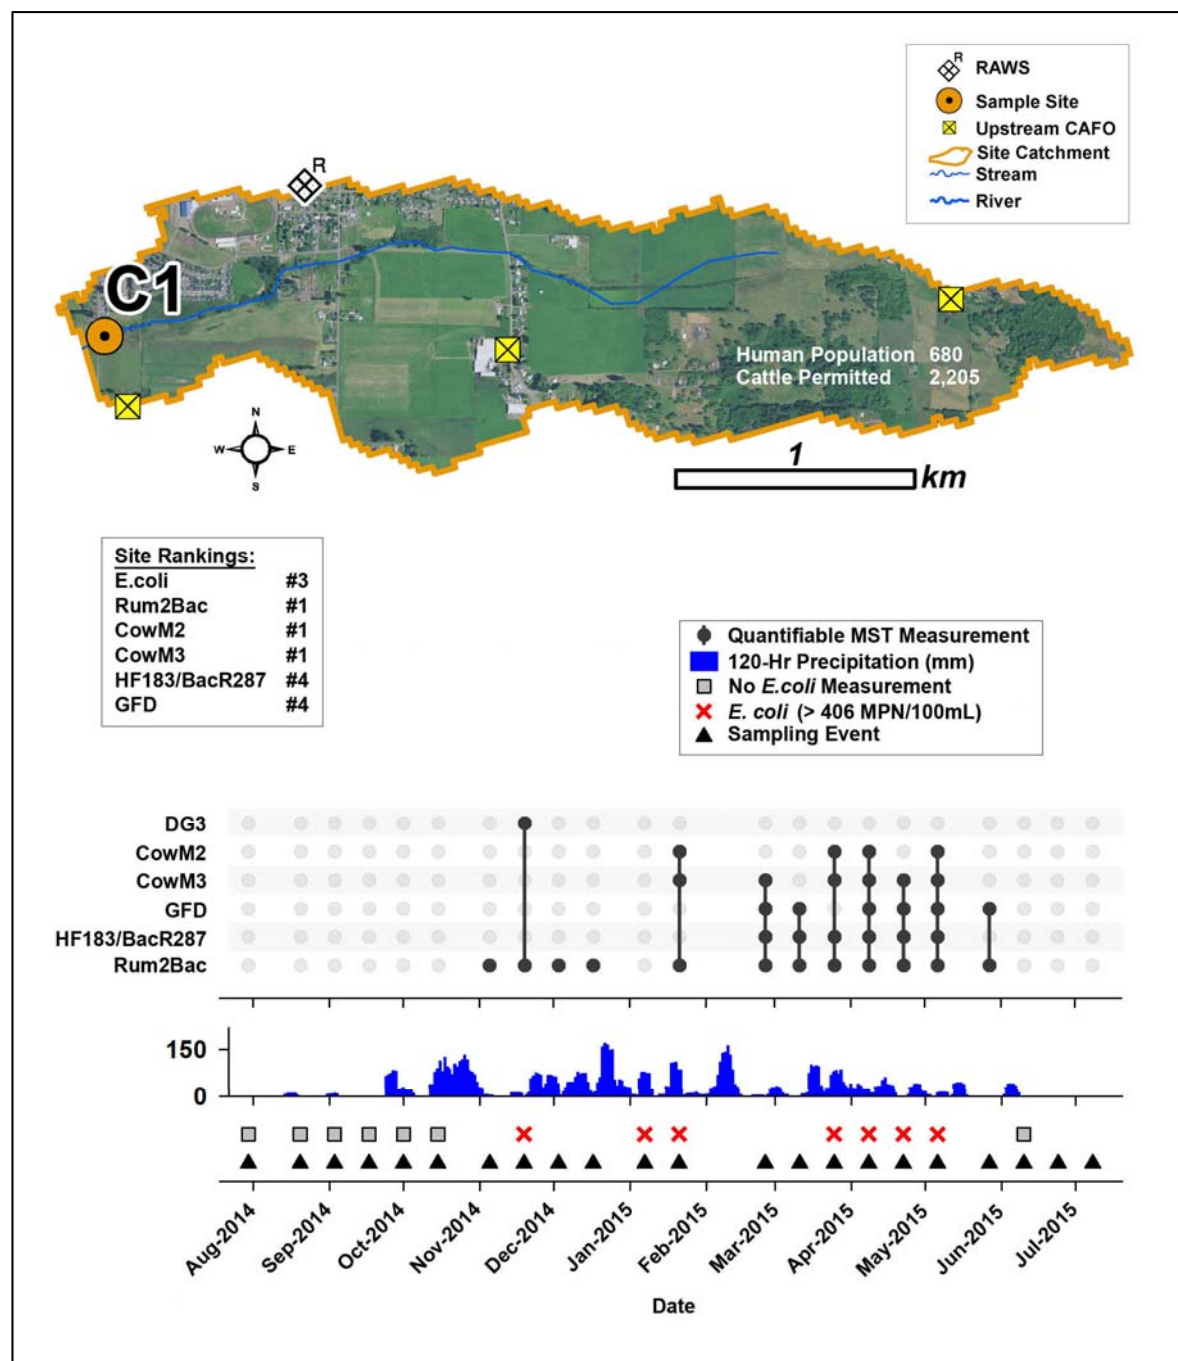 R
RAWS
Sample Site
Upstream CAFO
Site Catchment
Stream
River
R
C1
Human Population 680
Cattle Permitted 2,205
N
W E
S
1
km
Site Rankings:
E.coli #3
Rum2Bac #1
CowM2 #1
CowM3 #1
HF183/BacR287 #4
GFD #4
Quantifiable MST Measurement
120-Hr Precipitation (mm)
No E.coli Measurement
E. coli (> 406 MPN/100mL)
Sampling Event
DG3
CowM2
CowM3
GFD
HF183/BacR287
Rum2Bac
150
0
Aug-2014
Sep-2014
Oct-2014
Nov-2014
Dec-2014
Jan-2015
Feb-2015
Mar-2015
Apr-2015
May-2015
Jun-2015
Jul-2015
Date